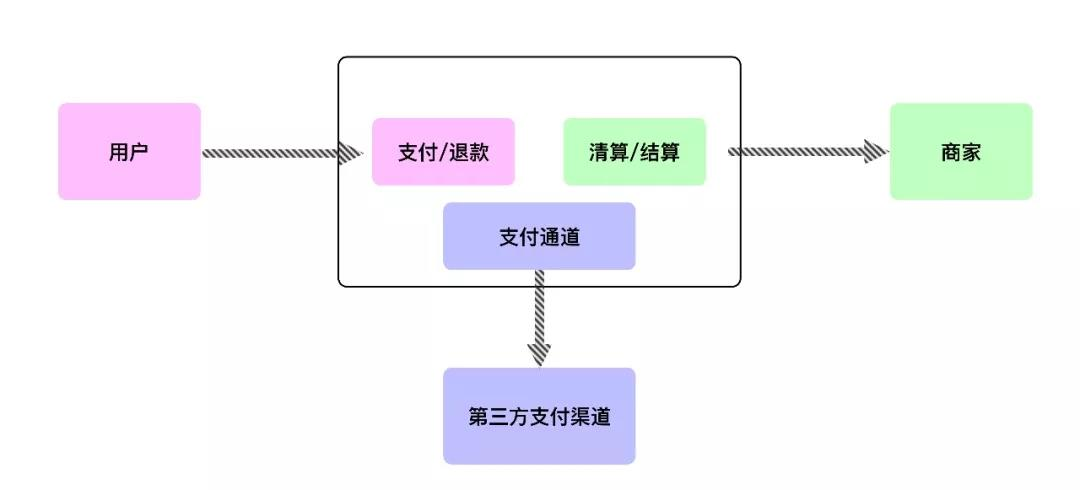 用户
支付/退款
清算/结算
商家
支付通道
第三方支付渠道